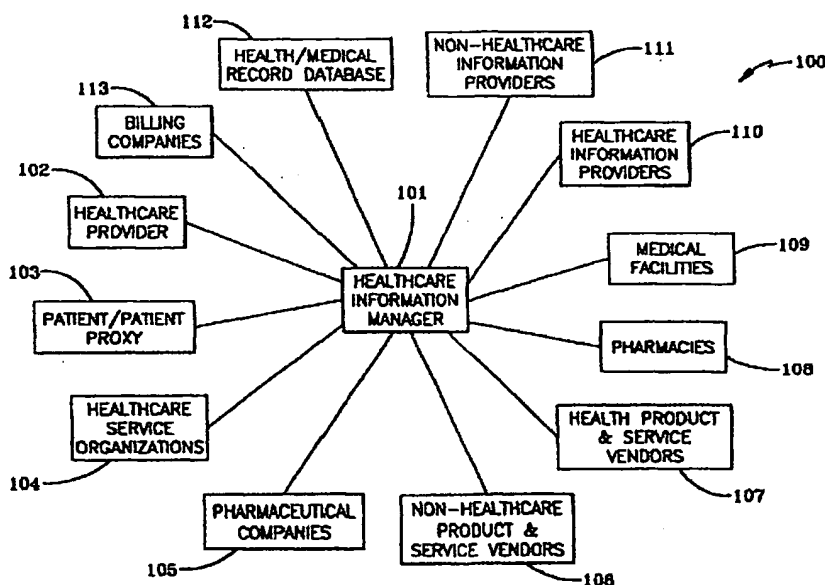 112
HEALTH/MEDICAL
RECORD DATABASE
NON-HEALTHCARE
INFORMATION
PROVIDERS
111
100
113
BILLING
COMPANIES
HEALTHCARE
INFORMATION
PROVIDERS
110
102
HEALTHCARE
PROVIDER
101
HEALTHCARE
INFORMATION
MANAGER
MEDICAL
FACILITIES
109
103
PATIENT/PATIENT
PROXY
PHARMACIES
108
HEALTHCARE
SERVICE
ORGANIZATIONS
104
HEALTH PRODUCT
& SERVICE
VENDORS
107
PHARMACEUTICAL
COMPANIES
105
NON-HEALTHCARE
PRODUCT &
SERVICE VENDORS
106